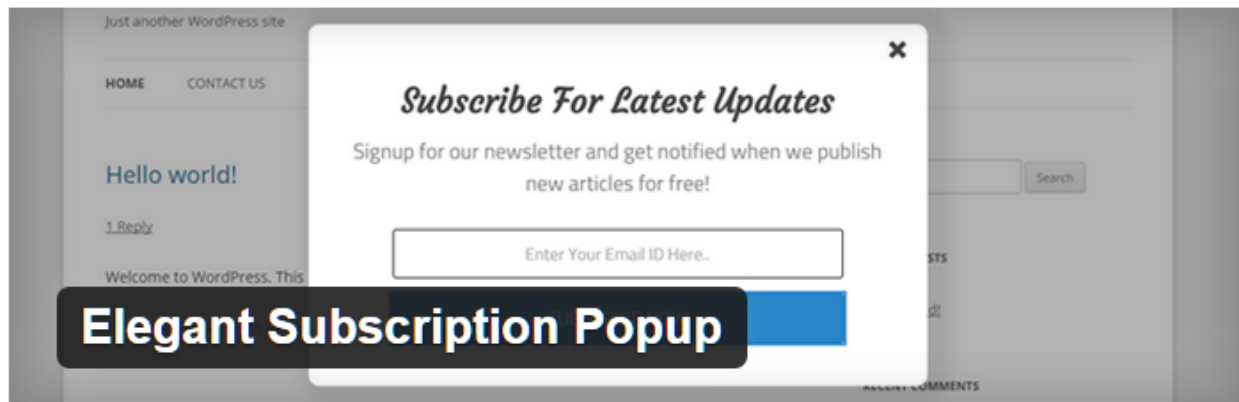 Just another WordPress site
HOME CONTACT US
Subscribe For Latest Updates
Signup for our newsletter and get notified when we publish
new articles for free!
Hello world!
Search
1 Reply
Enter Your Email ID Here..
Welcome to WordPress. This
Elegant Subscription Popup
COMMENTS